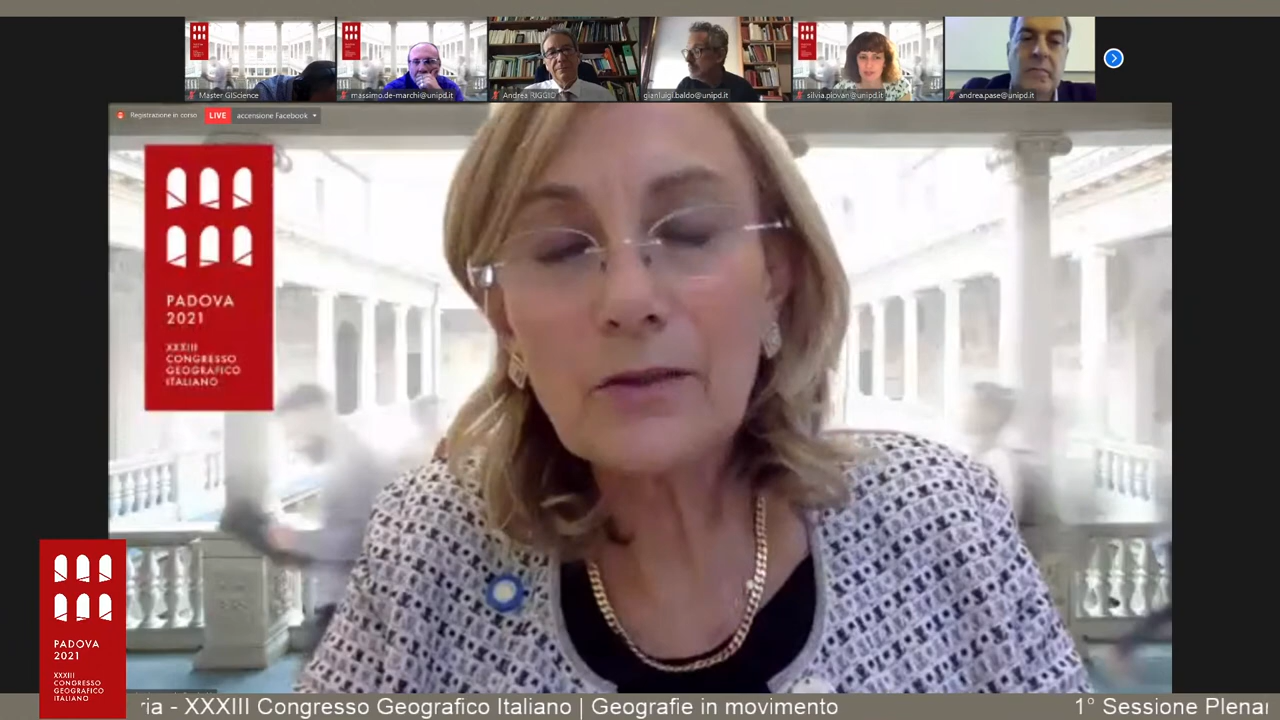 Master GIScience
massimo.de-marchi@unipd.it
Andrea RIGGIO
gianluigi.baldo@unipd.it
silvia.piovan@unipd.it
andrea.pase@unipd.it
Registrazione in corso
LIVE
accensione Facebook
PADOVA
2021
XXXIII
CONGRESSO
GEOGRAFICO
ITALIANO
PADOVA
2021
XXXIII
CONGRESSO
GEOGRAFICO
ITALIANO
ria - XXXIII Congresso Geografico Italiano | Geografie in movimento
1° Sessione Plenar